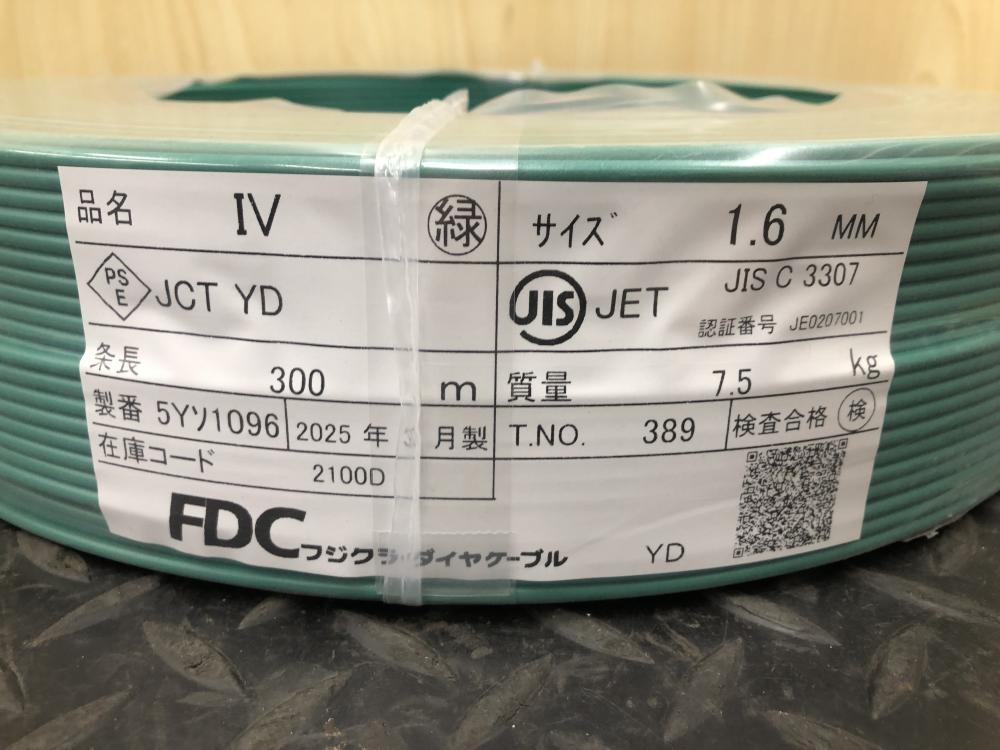 品名 IV 緑 サイズ 1.6 MM
PS E JCT YD JIS JET JIS C 3307
認証番号 JE0207001
条長 300 m 質量 7.5 kg
製番 5Yソ1096 2025 年 月製 T.NO. 389 検査合格 検
在庫コード 2100D
FDC フジクラ・ダイヤケーブル YD